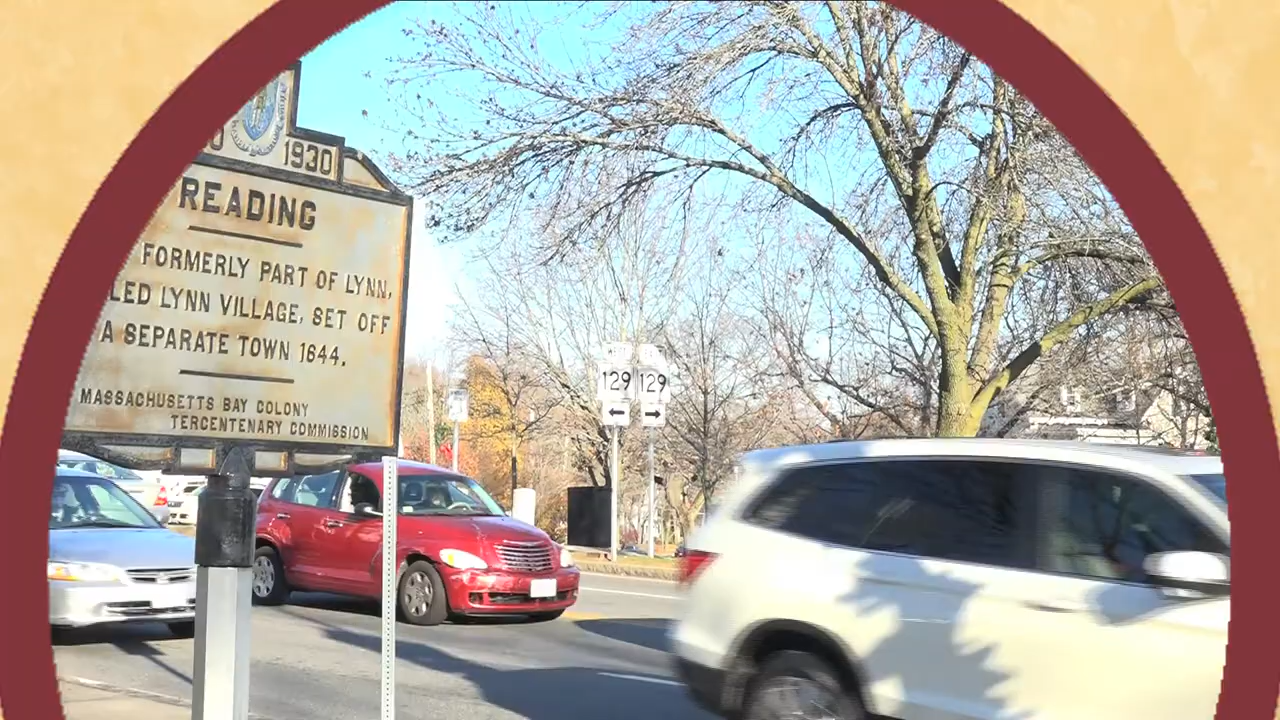 1930
READING
FORMERLY PART OF LYNN,
LYNN VILLAGE, SET OFF
A SEPARATE TOWN 1644.
MASSACHUSETTS BAY COLONY
TERCENTENARY COMMISSION
129 129